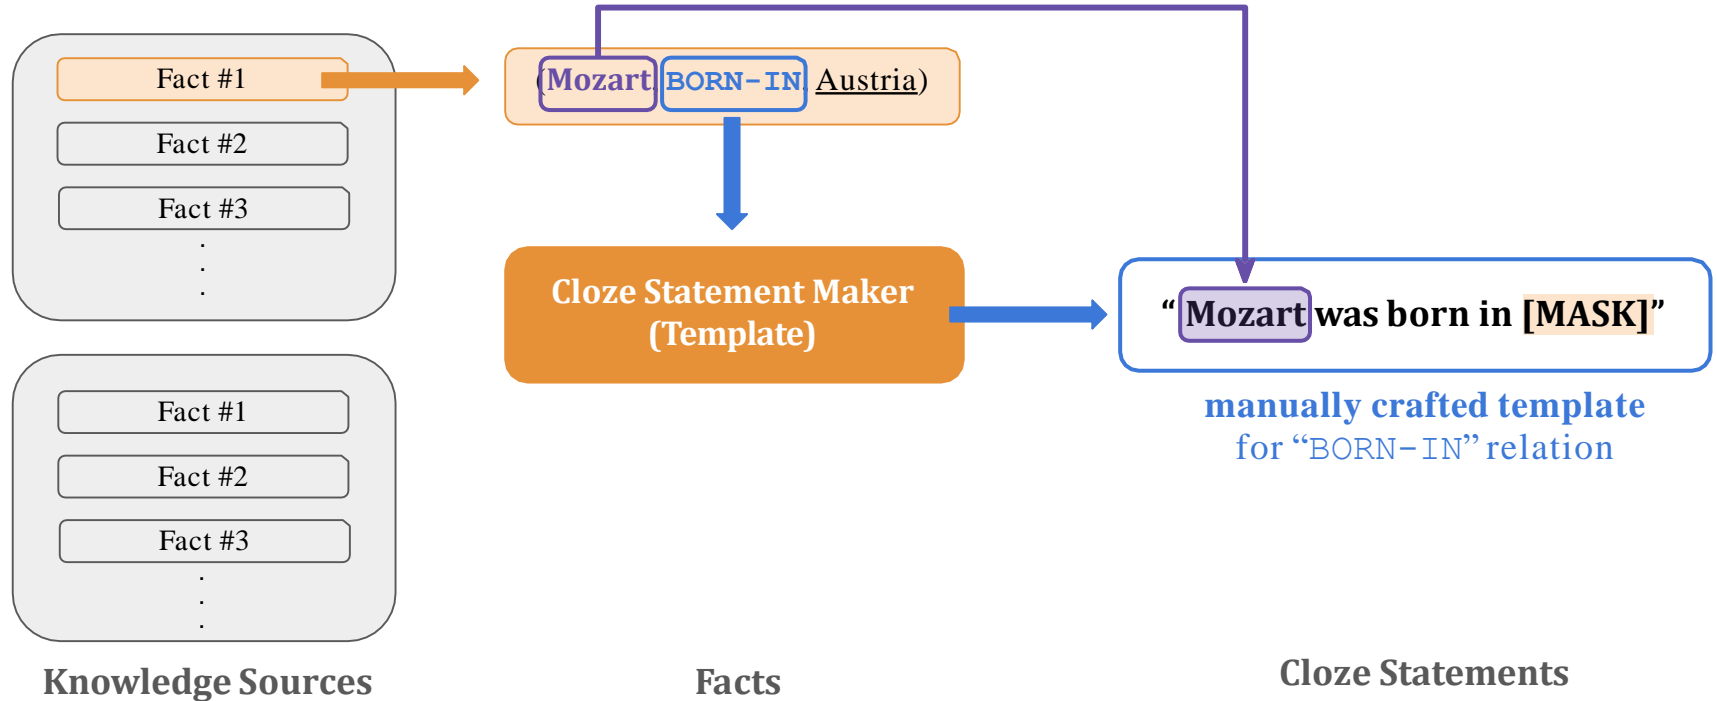 Fact #1
Fact #2
Fact #3
.
.
.
Fact #1
Fact #2
Fact #3
.
.
.
Knowledge Sources
(Mozart, BORN-IN, Austria)
Cloze Statement Maker
(Template)
Facts
“Mozart was born in [MASK]”
manually crafted template
for “BORN-IN” relation
Cloze Statements